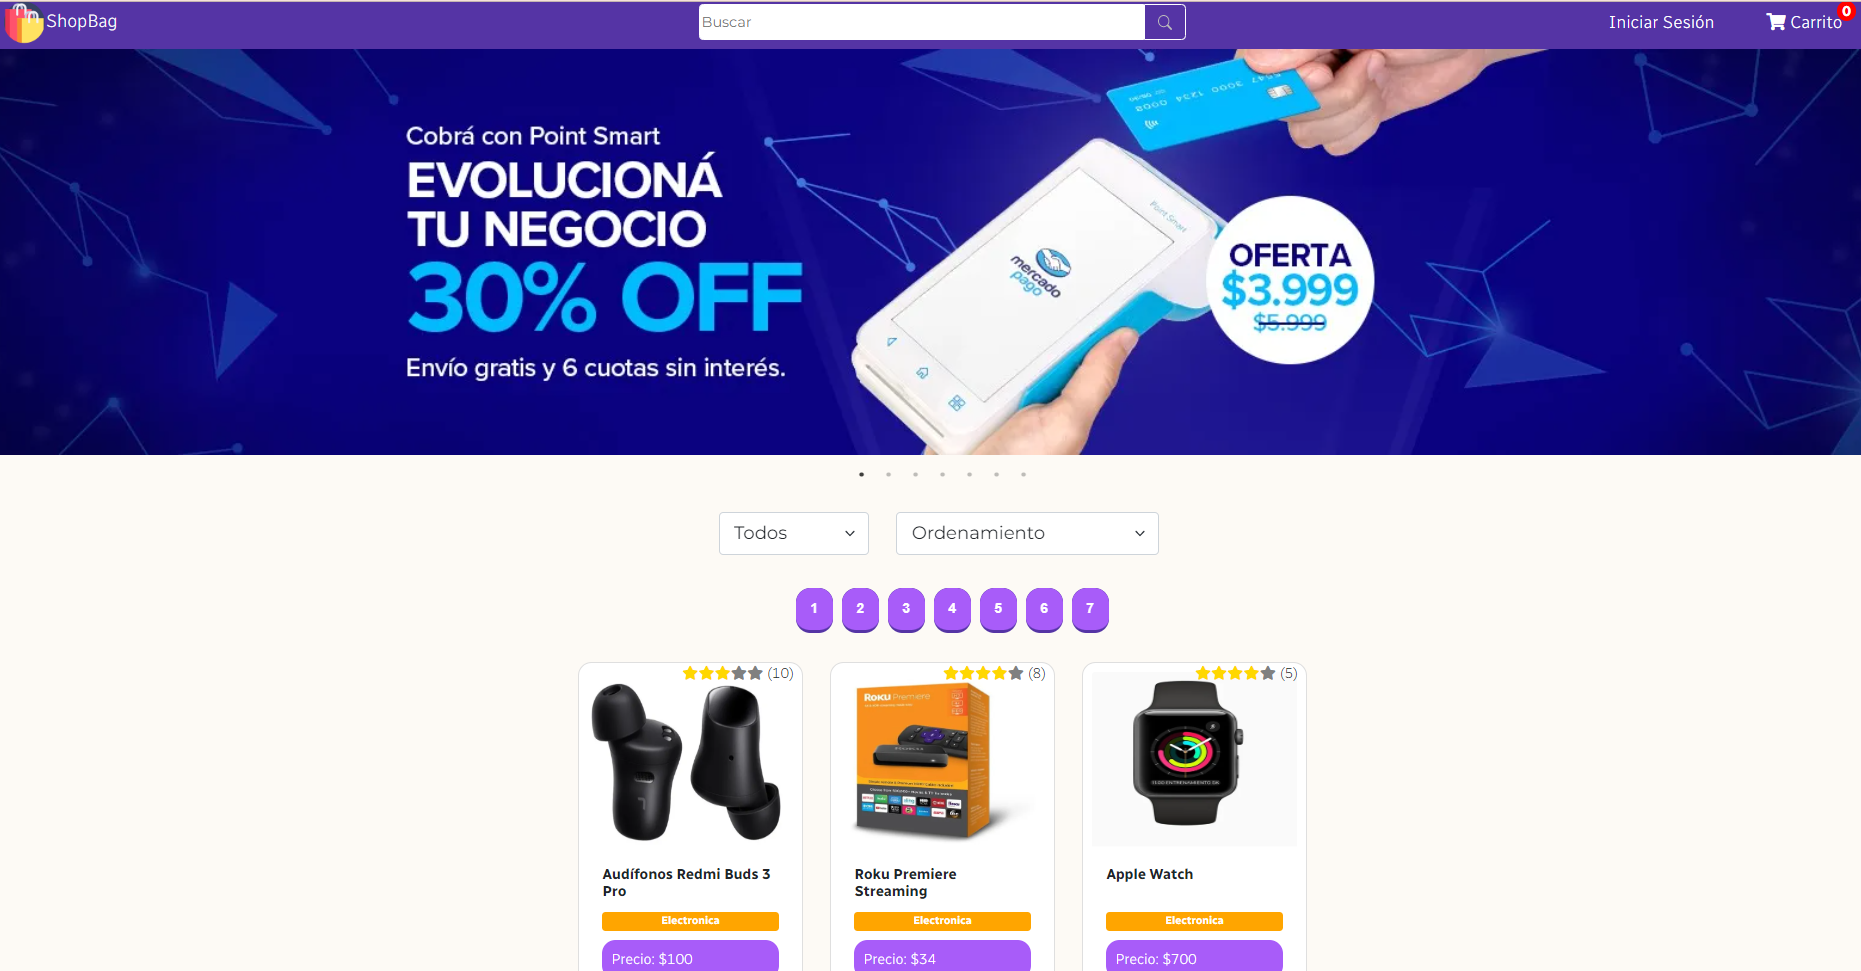 ShopBag
Buscar
Iniciar Sesión
Carrito
0
Cobrá con Point Smart
EVOLUCIONÁ
TU NEGOCIO
30% OFF
Envío gratis y 6 cuotas sin interés.
Point Smart
mercado
pago
OFERTA
$3.999
$5.999
Todos
Ordenamiento
1 2 3 4 5 6 7
(10)
(8)
(5)
Roku Premiere
Audífonos Redmi Buds 3
Pro
Roku Premiere
Streaming
Apple Watch
Electronica
Electronica
Electronica
Precio: $100
Precio: $34
Precio: $700